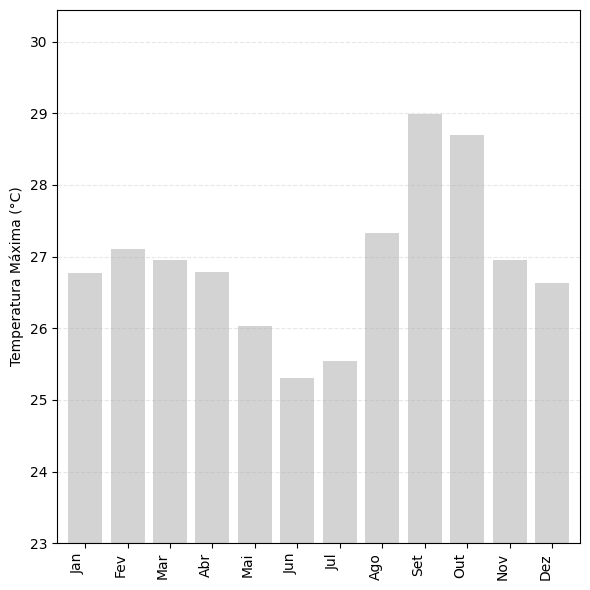 Temperatura Máxima (°C)
30
29
28
27
26
25
24
23
Jan
Fev
Mar
Abr
Mai
Jun
Jul
Ago
Set
Out
Nov
Dez